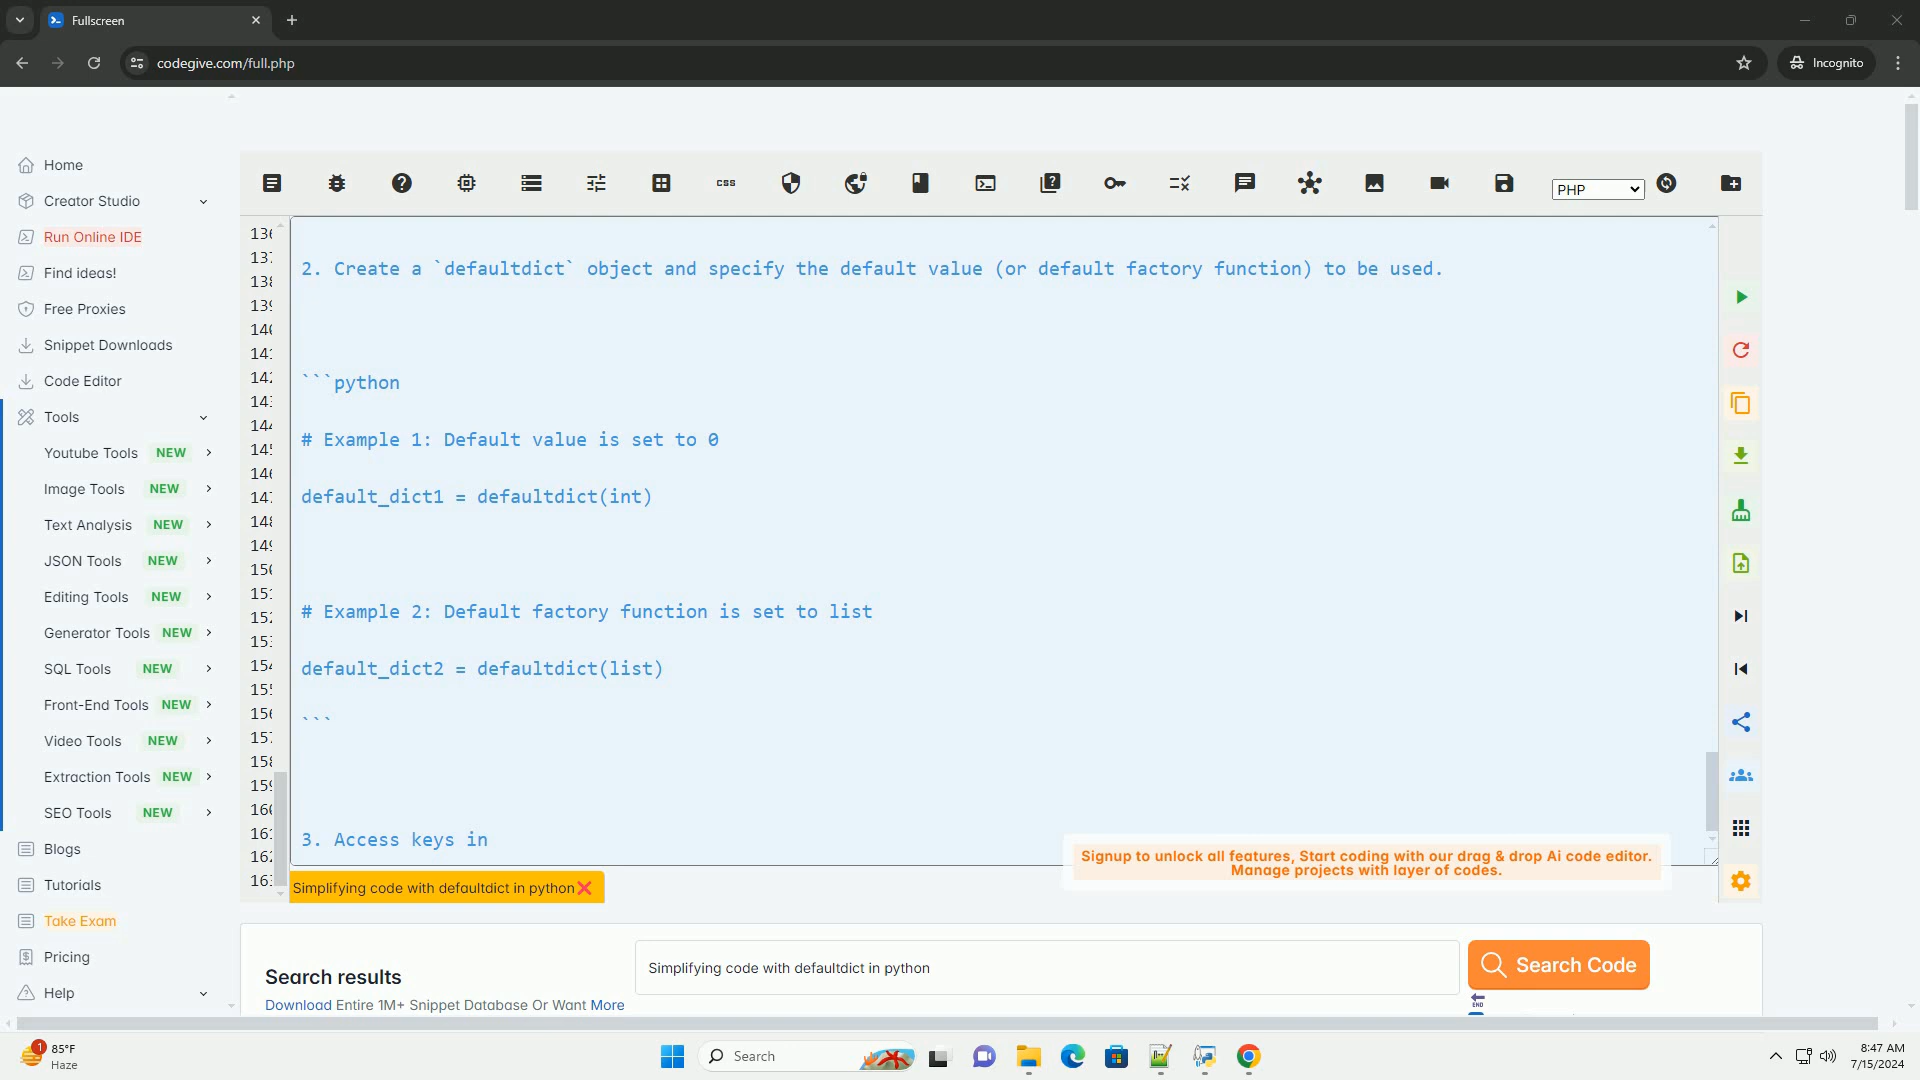 Fullscreen
codegive.com/full.php
Incognito
Home
Creator Studio
Run Online IDE
Find ideas!
Free Proxies
Snippet Downloads
Code Editor
Tools
Youtube Tools NEW
Image Tools NEW
Text Analysis NEW
JSON Tools NEW
Editing Tools NEW
Generator Tools NEW
SQL Tools NEW
Front-End Tools NEW
Video Tools NEW
Extraction Tools NEW
SEO Tools NEW
Blogs
Tutorials
Take Exam
Pricing
Help
css
PHP
2. Create a `defaultdict` object and specify the default value (or default factory function) to be used.
```python
# Example 1: Default value is set to 0
default_dict1 = defaultdict(int)
# Example 2: Default factory function is set to list
default_dict2 = defaultdict(list)
```
3. Access keys in
Signup to unlock all features, Start coding with our drag & drop Ai code editor.
Manage projects with layer of codes.
Simplifying code with defaultdict in python
Search results
Download Entire 1M+ Snippet Database Or Want More
Simplifying code with defaultdict in python
Search Code
END
1
85°F
Haze
Search
8:47 AM
7/15/2024